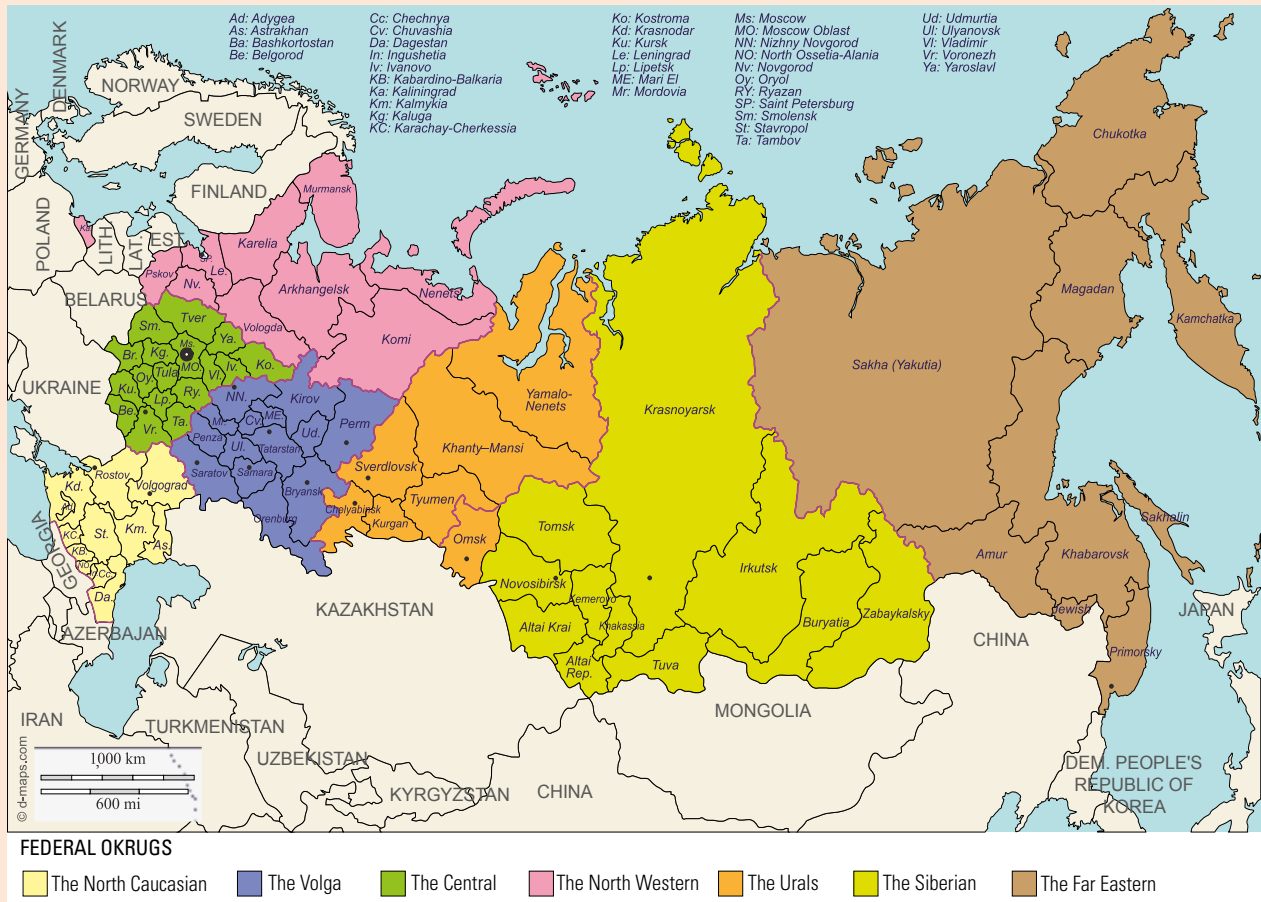 Ad: Adygea
As: Astrakhan
Ba: Bashkortostan
Be: Belgorod
Cc: Chechnya
Cv: Chuvashia
Da: Dagestan
In: Ingushetia
Iv: Ivanovo
KB: Kabardino-Balkaria
Ka: Kaliningrad
Km: Kalmykia
Kg: Kaluga
KC: Karachay-Cherkessia
Ko: Kostroma
Kd: Krasnodar
Ku: Kursk
Le: Leningrad
Lp: Lipetsk
ME: Mari El
Mr: Mordovia
Ms: Moscow
MO: Moscow Oblast
NN: Nizhny Novgorod
NO: North Ossetia-Alania
Nv: Novgorod
Oy: Oryol
RY: Ryazan
SP: Saint Petersburg
Sm: Smolensk
St: Stavropol
Ta: Tambov
Ud: Udmurtia
Ul: Ulyanovsk
Vl: Vladimir
Vr: Voronezh
Ya: Yaroslavl
DENMARK
GERMANY
NORWAY
SWEDEN
FINLAND
POLAND
LITH.
LAT.
EST.
BELARUS
UKRAINE
GEORGIA
AZERBAJAN
IRAN
TURKMENISTAN
UZBEKISTAN
KYRGYZSTAN
KAZAKHSTAN
CHINA
MONGOLIA
CHINA
JAPAN
DEM. PEOPLE'S
REPUBLIC OF
KOREA
Murmansk
Karelia
Ka.
SP.
Le.
Pskov
Nv.
Arkhangelsk
Nenets
Vologda
Komi
Sm.
Tver
Ya.
Ms.
Br.
Kg.
MO.
Iv.
Ko.
Oy.
Tula
Vl.
Ku.
Lp.
Ry.
Be.
Ta.
Vr.
NN.
Kirov
Mr.
Cv.
ME.
Perm
Penza
Ul.
Ud.
Tatarstan
Saratov
Samara
Bryansk
Orenburg
Rostov
Volgograd
Kd.
Ad.
St.
Km.
As.
KC.
KB.
NO.
Cc.
Da.
Yamalo-
Nenets
Khanty–Mansi
Sverdlovsk
Tyumen
Chelyabinsk
Kurgan
Omsk
Krasnoyarsk
Tomsk
Novosibirsk
Kemerovo
Altai Krai
Khakassia
Altai
Rep.
Tuva
Irkutsk
Buryatia
Zabaykalsky
Chukotka
Magadan
Kamchatka
Sakha (Yakutia)
Sakhalin
Amur
Khabarovsk
Jewish
Primorsky
1,000 km
600 mi
© d-maps.com
FEDERAL OKRUGS
The North Caucasian
The Volga
The Central
The North Western
The Urals
The Siberian
The Far Eastern